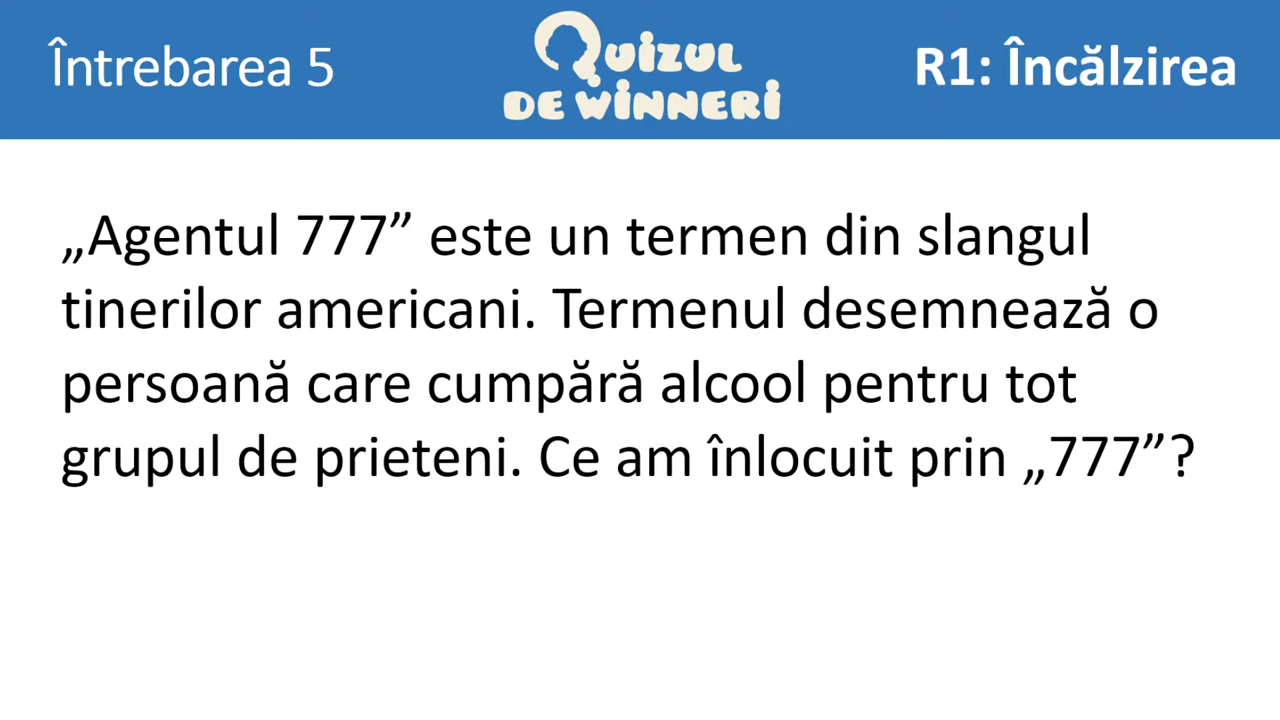 Întrebarea 5
QUIZUL
DE WINNERI
R1: Încălzirea
„Agentul 777” este un termen din slangul
tinerilor americani. Termenul desemnează o
persoană care cumpără alcool pentru tot
grupul de prieteni. Ce am înlocuit prin „777”?